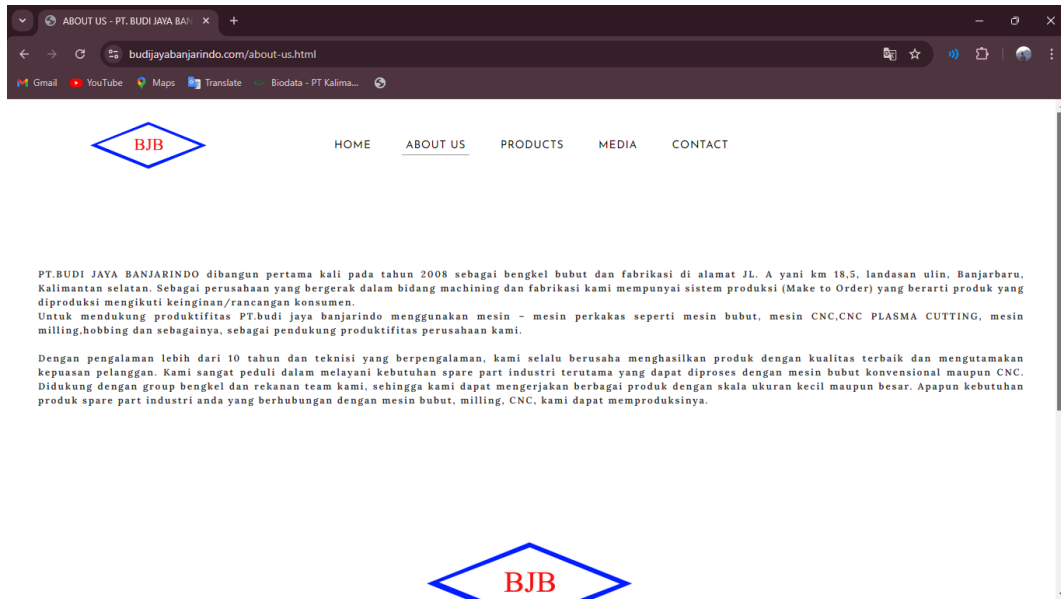 ABOUT US - PT. BUDI JAYA BAN
budijayabanjarindo.com/about-us.html
Gmail YouTube Maps Translate Biodata - PT Kalima...
BJB
HOME ABOUT US PRODUCTS MEDIA CONTACT
PT.BUDI JAYA BANJARINDO dibangun pertama kali pada tahun 2008 sebagai bengkel bubut dan fabrikasi di alamat JL. A yani km 18,5, landasan ulin, Banjarbaru,
Kalimantan selatan. Sebagai perusahaan yang bergerak dalam bidang machining dan fabrikasi kami mempunyai sistem produksi (Make to Order) yang berarti produk yang
diproduksi mengikuti keinginan/rancangan konsumen.
Untuk mendukung produktifitas PT.budi jaya banjarindo menggunakan mesin – mesin perkakas seperti mesin bubut, mesin CNC,CNC PLASMA CUTTING, mesin
milling,hobbing dan sebagainya, sebagai pendukung produktifitas perusahaan kami.
Dengan pengalaman lebih dari 10 tahun dan teknisi yang berpengalaman, kami selalu berusaha menghasilkan produk dengan kualitas terbaik dan mengutamakan
kepuasan pelanggan. Kami sangat peduli dalam melayani kebutuhan spare part industri terutama yang dapat diproses dengan mesin bubut konvensional maupun CNC.
Didukung dengan group bengkel dan rekanan team kami, sehingga kami dapat mengerjakan berbagai produk dengan skala ukuran kecil maupun besar. Apapun kebutuhan
produk spare part industri anda yang berhubungan dengan mesin bubut, milling, CNC, kami dapat memproduksinya.
BJB